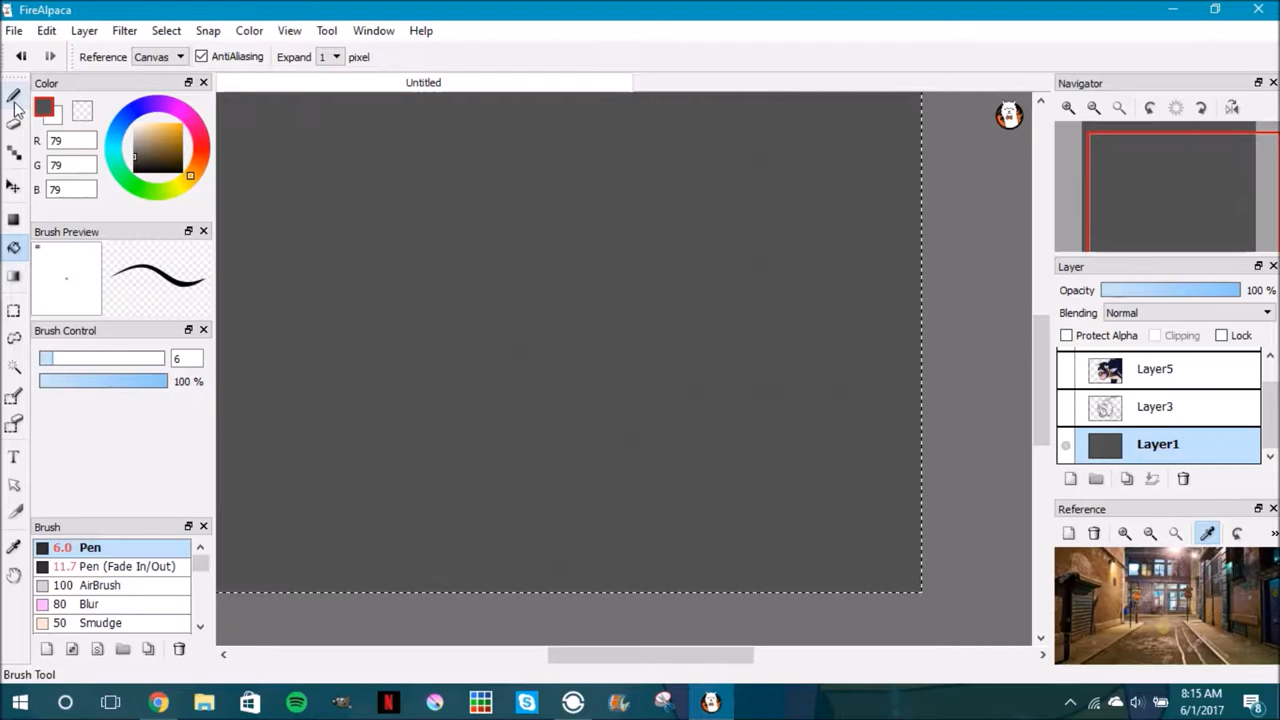 FireAlpaca
File Edit Layer Filter Select Snap Color View Tool Window Help
Reference Canvas AntiAliasing Expand 1 pixel
Color
Untitled
Navigator
R 79
G 79
B 79
Brush Preview
*
Layer
Opacity 100 %
Blending Normal
Protect Alpha Clipping Lock
Brush Control
6
100 %
Layer5
Layer3
Layer1
T
Reference
Brush
6.0 Pen
11.7 Pen (Fade In/Out)
100 AirBrush
80 Blur
50 Smudge
Brush Tool
8:15 AM
6/1/2017
8